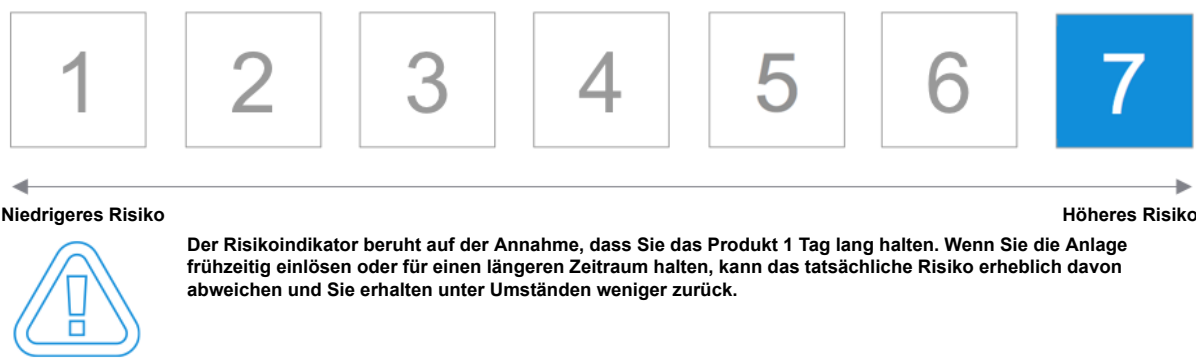 1 2 3 4 5 6 7
Niedrigeres Risiko Höheres Risiko
Der Risikoindikator beruht auf der Annahme, dass Sie das Produkt 1 Tag lang halten. Wenn Sie die Anlage
frühzeitig einlösen oder für einen längeren Zeitraum halten, kann das tatsächliche Risiko erheblich davon
abweichen und Sie erhalten unter Umständen weniger zurück.